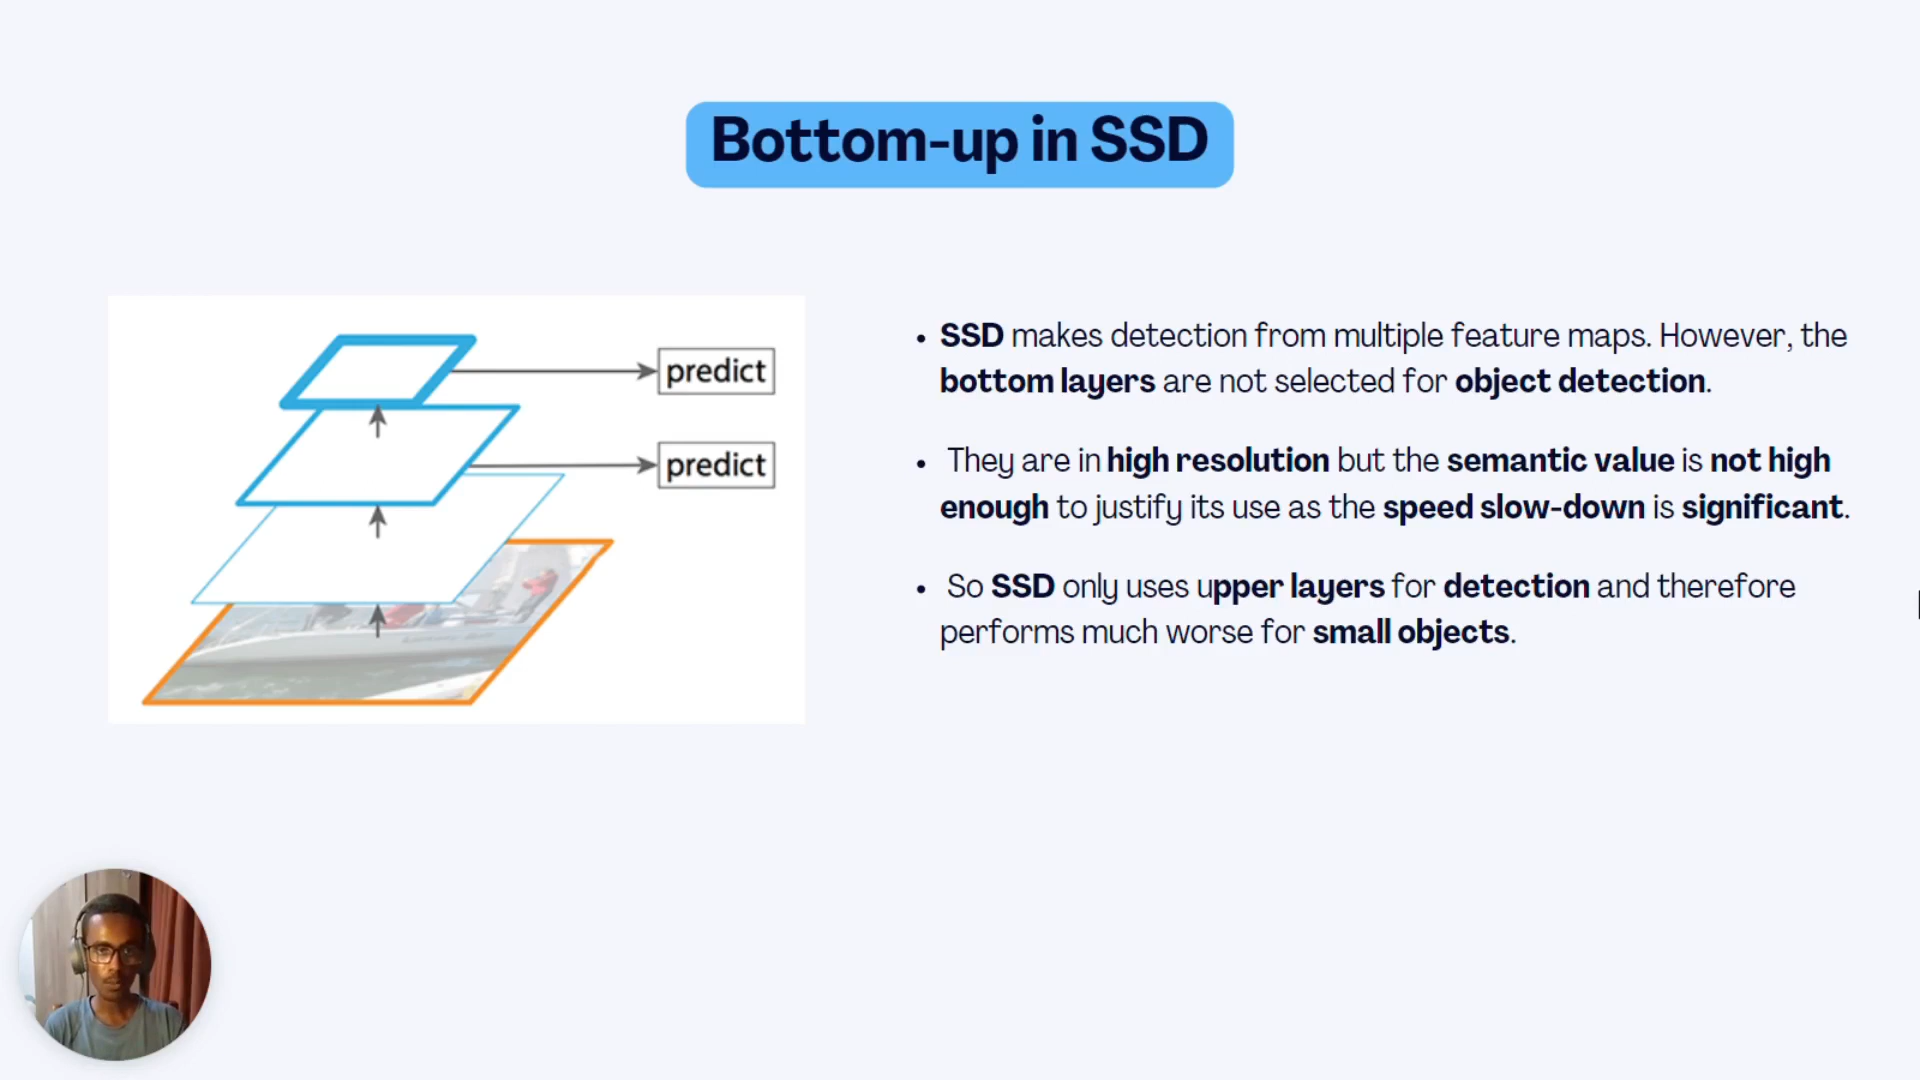 Bottom-up in SSD
predict
predict
• SSD makes detection from multiple feature maps. However, the
bottom layers are not selected for object detection.
• They are in high resolution but the semantic value is not high
enough to justify its use as the speed slow-down is significant.
• So SSD only uses upper layers for detection and therefore
performs much worse for small objects.